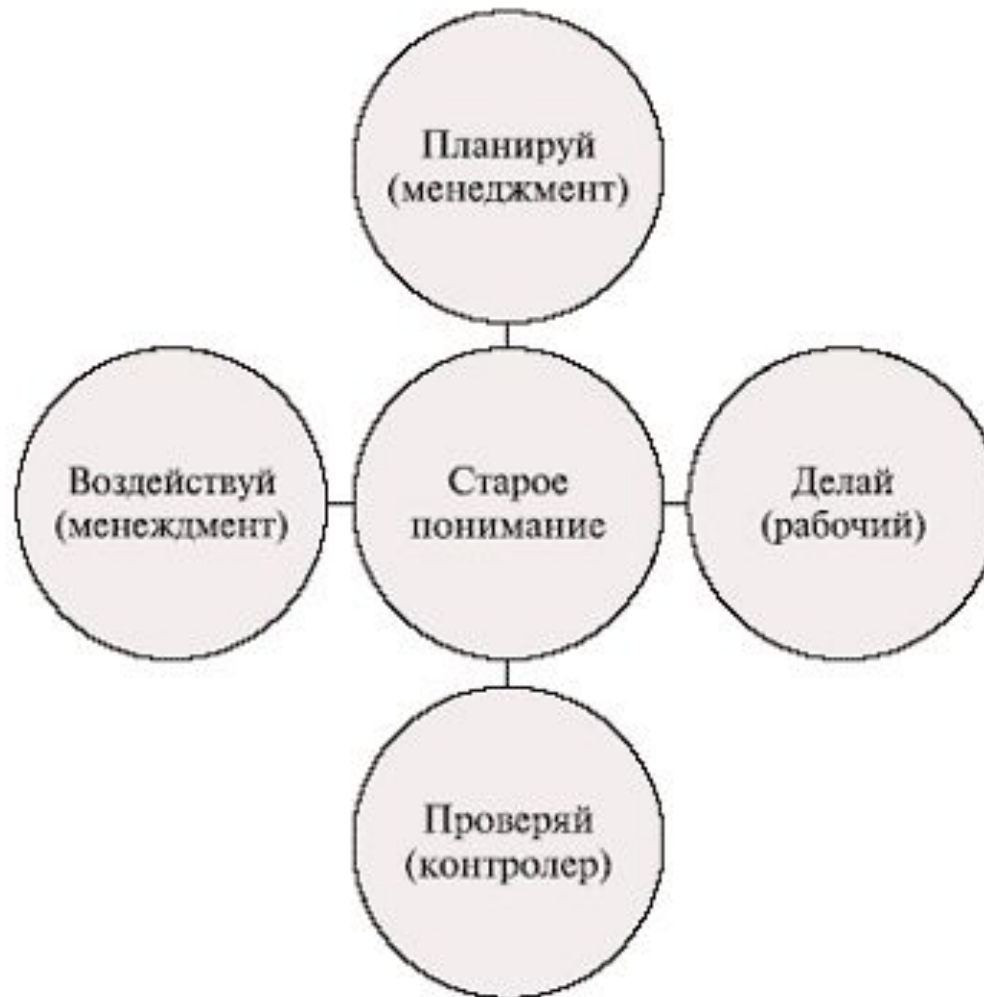 Планируй
(менеджмент)
Воздействуй
(менеждмент)
Старое
понимание
Делай
(рабочий)
Проверяй
(контролер)